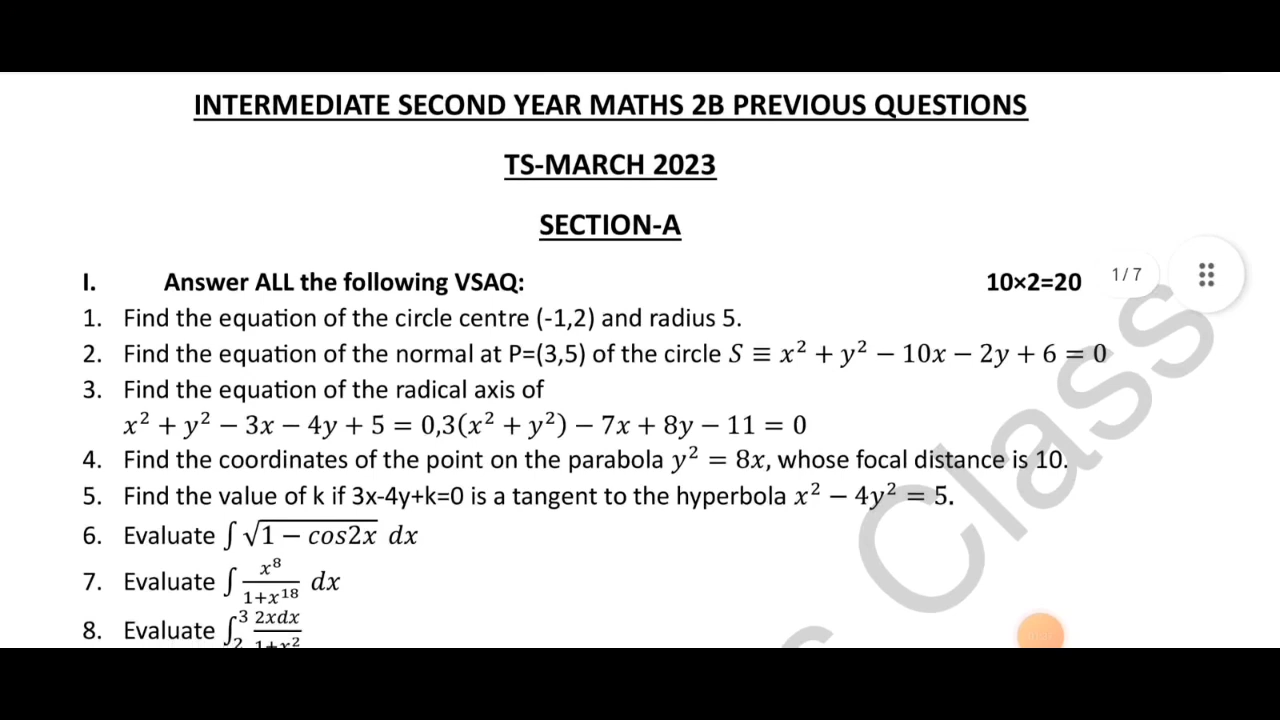 INTERMEDIATE SECOND YEAR MATHS 2B PREVIOUS QUESTIONS
TS-MARCH 2023
SECTION-A
I. Answer ALL the following VSAQ: 10×2=20 1/7
1. Find the equation of the circle centre (-1,2) and radius 5.
2. Find the equation of the normal at P=(3,5) of the circle S ≡ x² + y² − 10x − 2y + 6 = 0
3. Find the equation of the radical axis of
x² + y² − 3x − 4y + 5 = 0,3(x² + y²) − 7x + 8y − 11 = 0
4. Find the coordinates of the point on the parabola y² = 8x, whose focal distance is 10.
5. Find the value of k if 3x-4y+k=0 is a tangent to the hyperbola x² − 4y² = 5.
6. Evaluate ∫ √(1 − cos2x) dx
7. Evaluate ∫ x⁸/(1+x¹⁸) dx
8. Evaluate ∫₂³ 2xdx/(1+x²)
Class